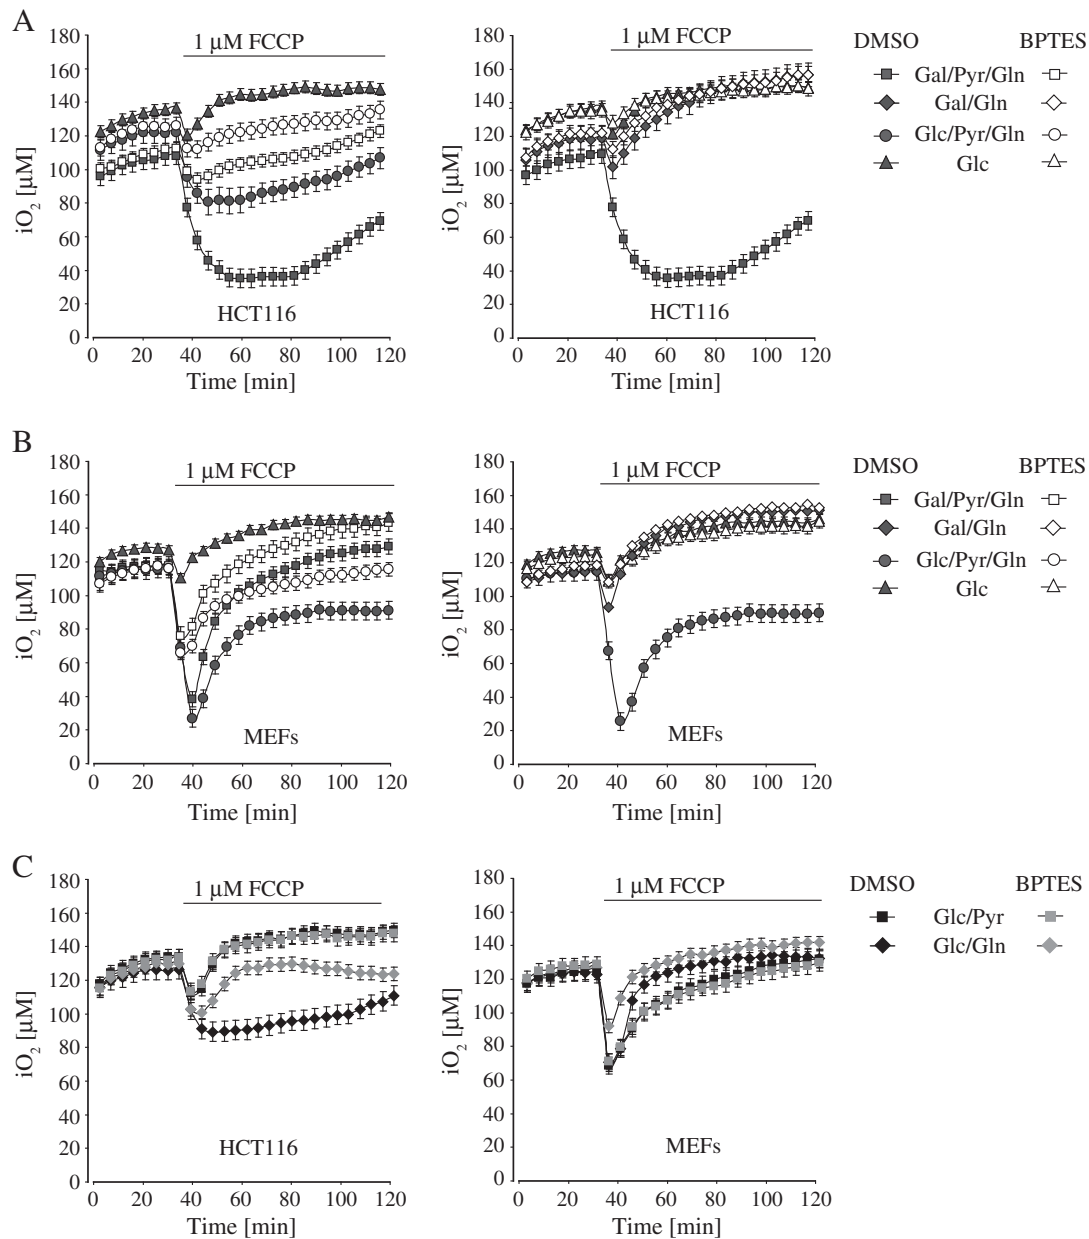 A
1 μM FCCP
180
160
140
120
100
80
60
40
20
0
iO2 [μM]
HCT116
0 20 40 60 80 100 120
Time [min]
1 μM FCCP
180
160
140
120
100
80
60
40
20
0
iO2 [μM]
HCT116
0 20 40 60 80 100 120
Time [min]
DMSO BPTES
Gal/Pyr/Gln
Gal/Gln
Glc/Pyr/Gln
Glc
B
1 μM FCCP
180
160
140
120
100
80
60
40
20
0
iO2 [μM]
MEFs
0 20 40 60 80 100 120
Time [min]
1 μM FCCP
180
160
140
120
100
80
60
40
20
0
iO2 [μM]
MEFs
0 20 40 60 80 100 120
Time [min]
DMSO BPTES
Gal/Pyr/Gln
Gal/Gln
Glc/Pyr/Gln
Glc
C
1 μM FCCP
180
160
140
120
100
80
60
40
20
0
iO2 [μM]
HCT116
0 20 40 60 80 100 120
Time [min]
1 μM FCCP
180
160
140
120
100
80
60
40
20
0
iO2 [μM]
MEFs
0 20 40 60 80 100 120
Time [min]
DMSO BPTES
Glc/Pyr
Glc/Gln